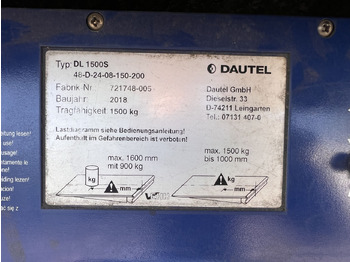 Typ: DL 1500S
48-D-24-08-150-200
Fabrik Nr. 721748-005
Baujahr: 2018
Tragfähigkeit: 1500 kg
DAUTEL
Dautel GmbH
Dieselstr. 33
D-74211 Leingarten
Tel.: 07131 407-0
Lastdiagramm siehe Bedienungsanleitung!
Aufenthalt im Gefahrenbereich ist verboten!
max. 1600 mm
mit 900 kg
max. 1500 kg
bis 1000 mm
kg
mm
kg
mm